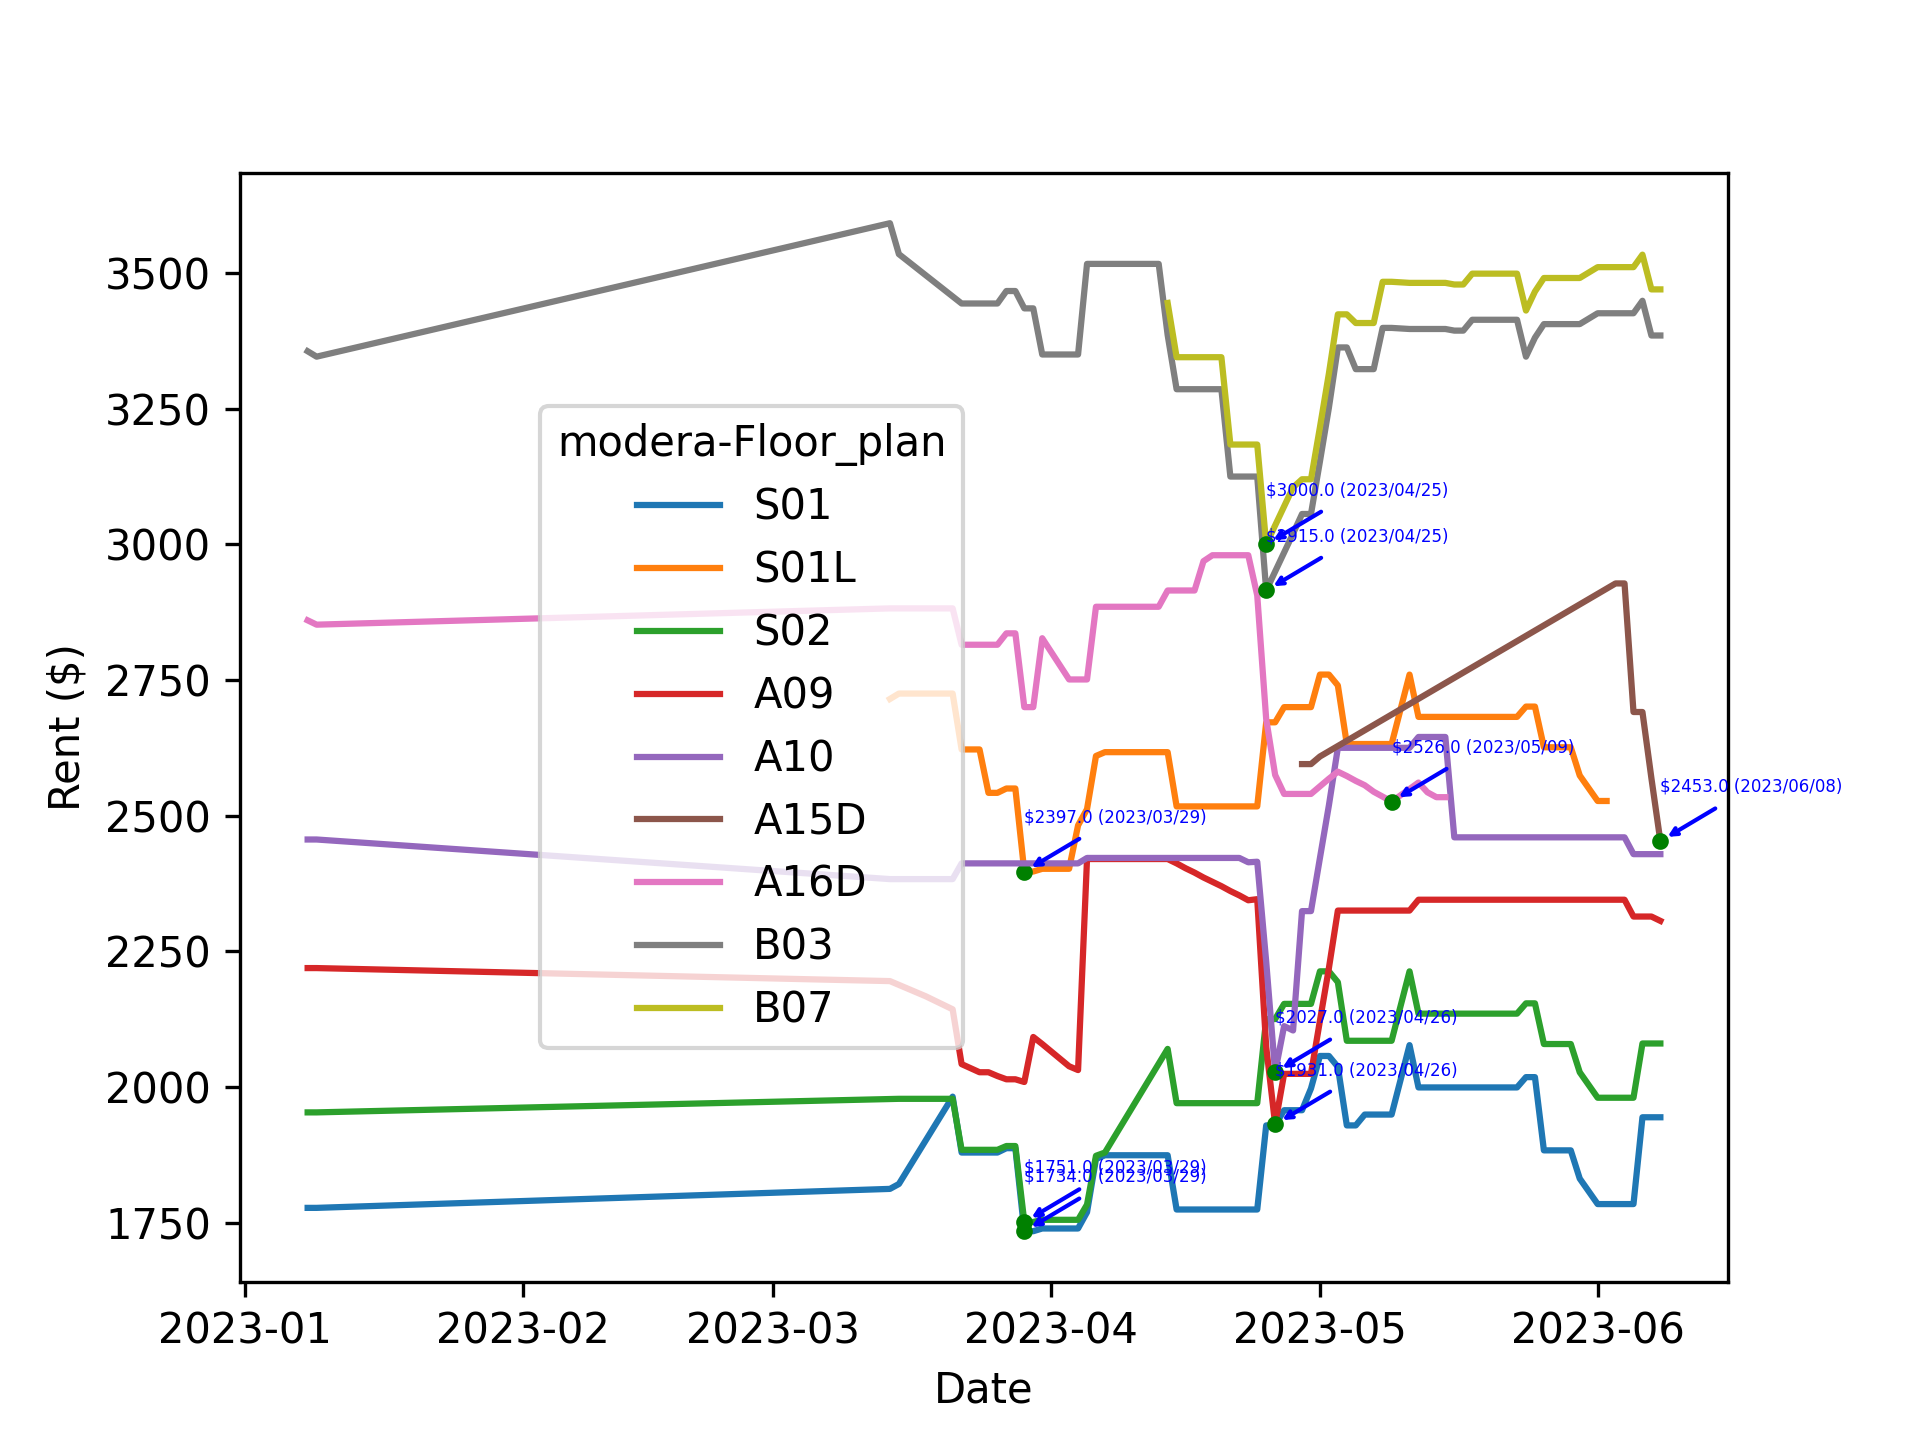 3500
3250
3000
2750
2500
2250
2000
1750
Rent ($)
modera-Floor_plan
S01
S01L
S02
A09
A10
A15D
A16D
B03
B07
$3000.0 (2023/04/25)
$2915.0 (2023/04/25)
$2526.0 (2023/05/09)
$2453.0 (2023/06/08)
$2397.0 (2023/03/29)
$2027.0 (2023/04/26)
$1931.0 (2023/04/26)
$1751.0 (2023/03/29)
$1734.0 (2023/03/29)
2023-01 2023-02 2023-03 2023-04 2023-05 2023-06
Date